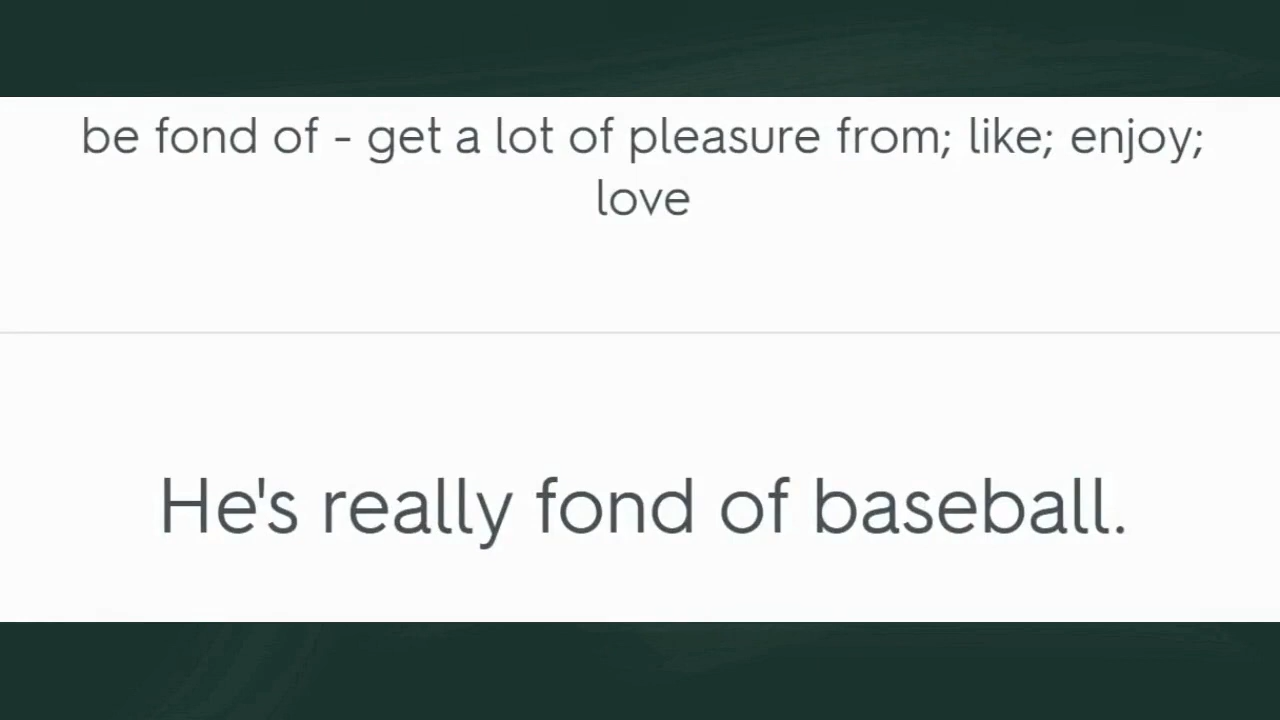 be fond of - get a lot of pleasure from; like; enjoy;
love
He's really fond of baseball.